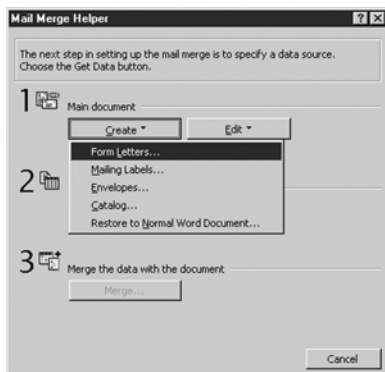 Mail Merge Helper
The next step in setting up the mail merge is to specify a data source.
Choose the Get Data button.
1 Main document
Create Edit
Form Letters...
Mailing Labels...
2
Envelopes...
Catalog...
Restore to Normal Word Document...
3 Merge the data with the document
Merge...
Cancel